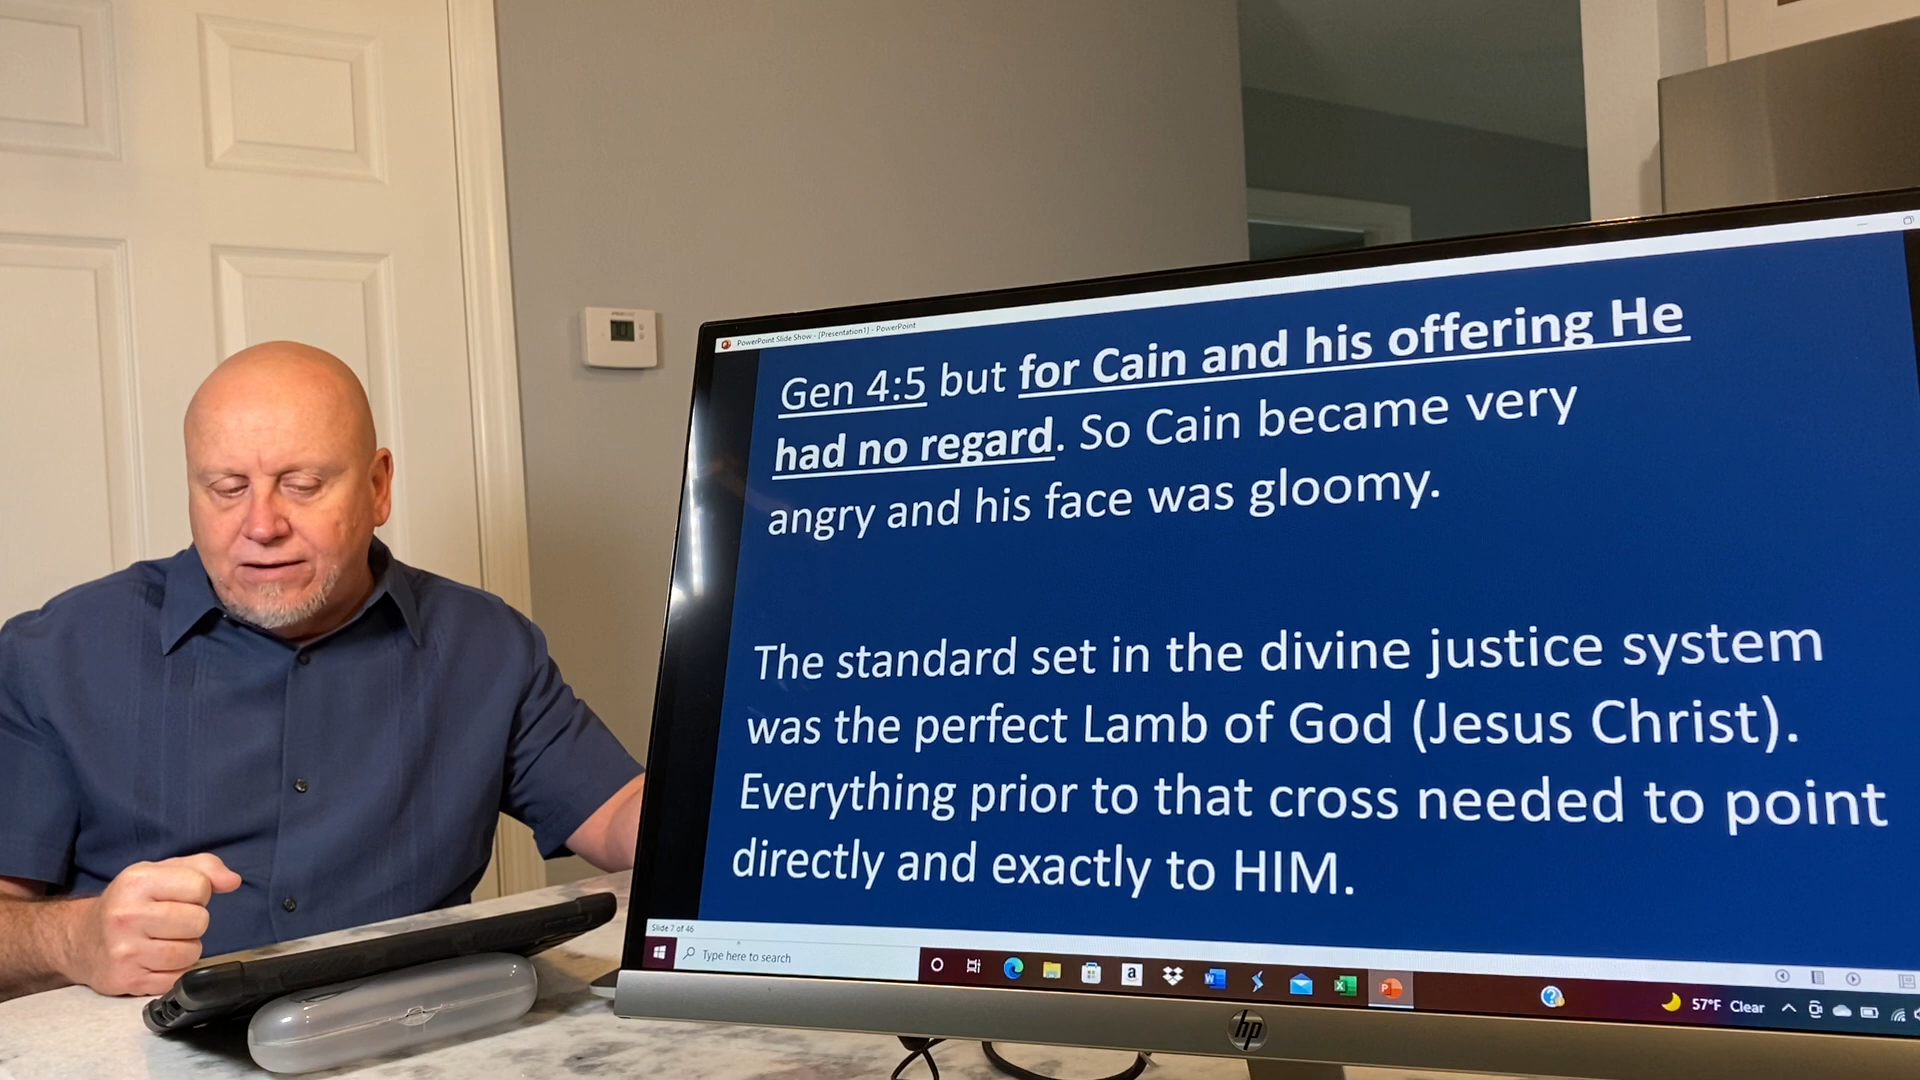 PowerPoint Slide Show - [Presentation1] - PowerPoint
Gen 4:5 but for Cain and his offering He
had no regard. So Cain became very
angry and his face was gloomy.
The standard set in the divine justice system
was the perfect Lamb of God (Jesus Christ).
Everything prior to that cross needed to point
directly and exactly to HIM.
Slide 7 of 46
Type here to search
57°F Clear
hp